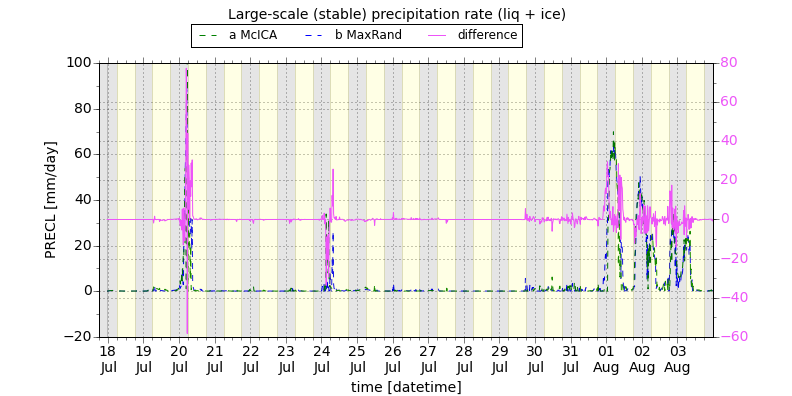 Large-scale (stable) precipitation rate (liq + ice)
a McICA b MaxRand difference
100
80
60
40
20
0
−20
PRECL [mm/day]
80
60
40
20
0
−20
−40
−60
18 19 20 21 22 23 24 25 26 27 28 29 30 31 01 02 03
Jul Jul Jul Jul Jul Jul Jul Jul Jul Jul Jul Jul Jul Jul Aug Aug Aug
time [datetime]